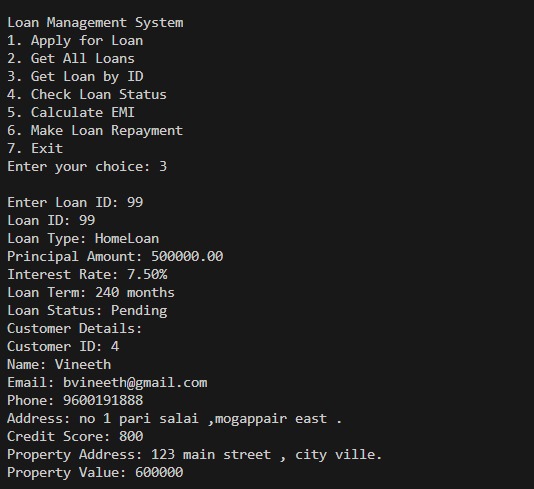 Loan Management System
1. Apply for Loan
2. Get All Loans
3. Get Loan by ID
4. Check Loan Status
5. Calculate EMI
6. Make Loan Repayment
7. Exit
Enter your choice: 3
Enter Loan ID: 99
Loan ID: 99
Loan Type: HomeLoan
Principal Amount: 500000.00
Interest Rate: 7.50%
Loan Term: 240 months
Loan Status: Pending
Customer Details:
Customer ID: 4
Name: Vineeth
Email: bvineeth@gmail.com
Phone: 9600191888
Address: no 1 pari salai ,mogappair east .
Credit Score: 800
Property Address: 123 main street , city ville.
Property Value: 600000